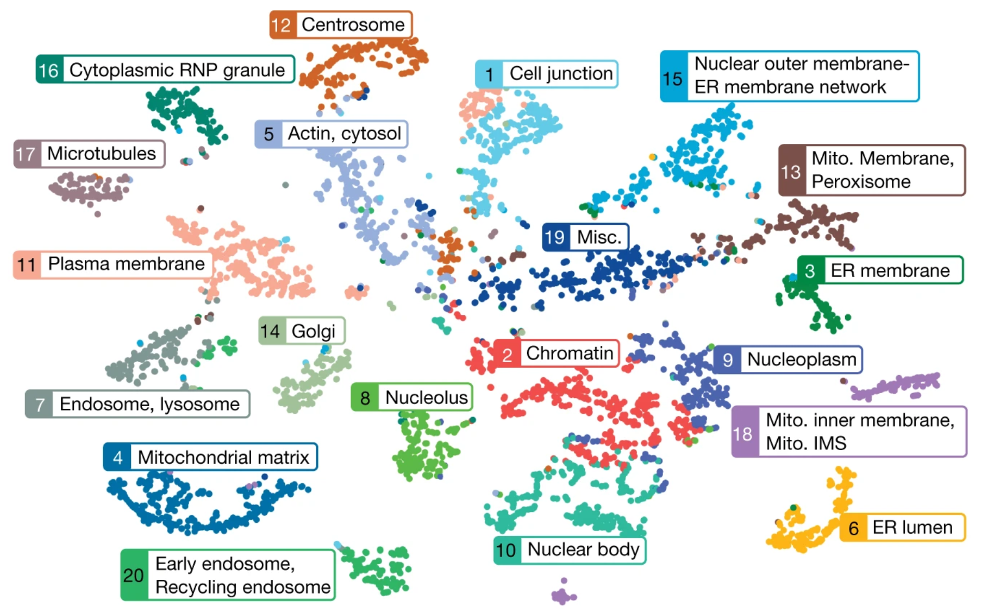 12 Centrosome
16 Cytoplasmic RNP granule
1 Cell junction
15 Nuclear outer membrane-
ER membrane network
5 Actin, cytosol
17 Microtubules
13 Mito. Membrane,
Peroxisome
19 Misc.
11 Plasma membrane
3 ER membrane
14 Golgi
2 Chromatin
9 Nucleoplasm
7 Endosome, lysosome
8 Nucleolus
18 Mito. inner membrane,
Mito. IMS
4 Mitochondrial matrix
6 ER lumen
10 Nuclear body
20 Early endosome,
Recycling endosome